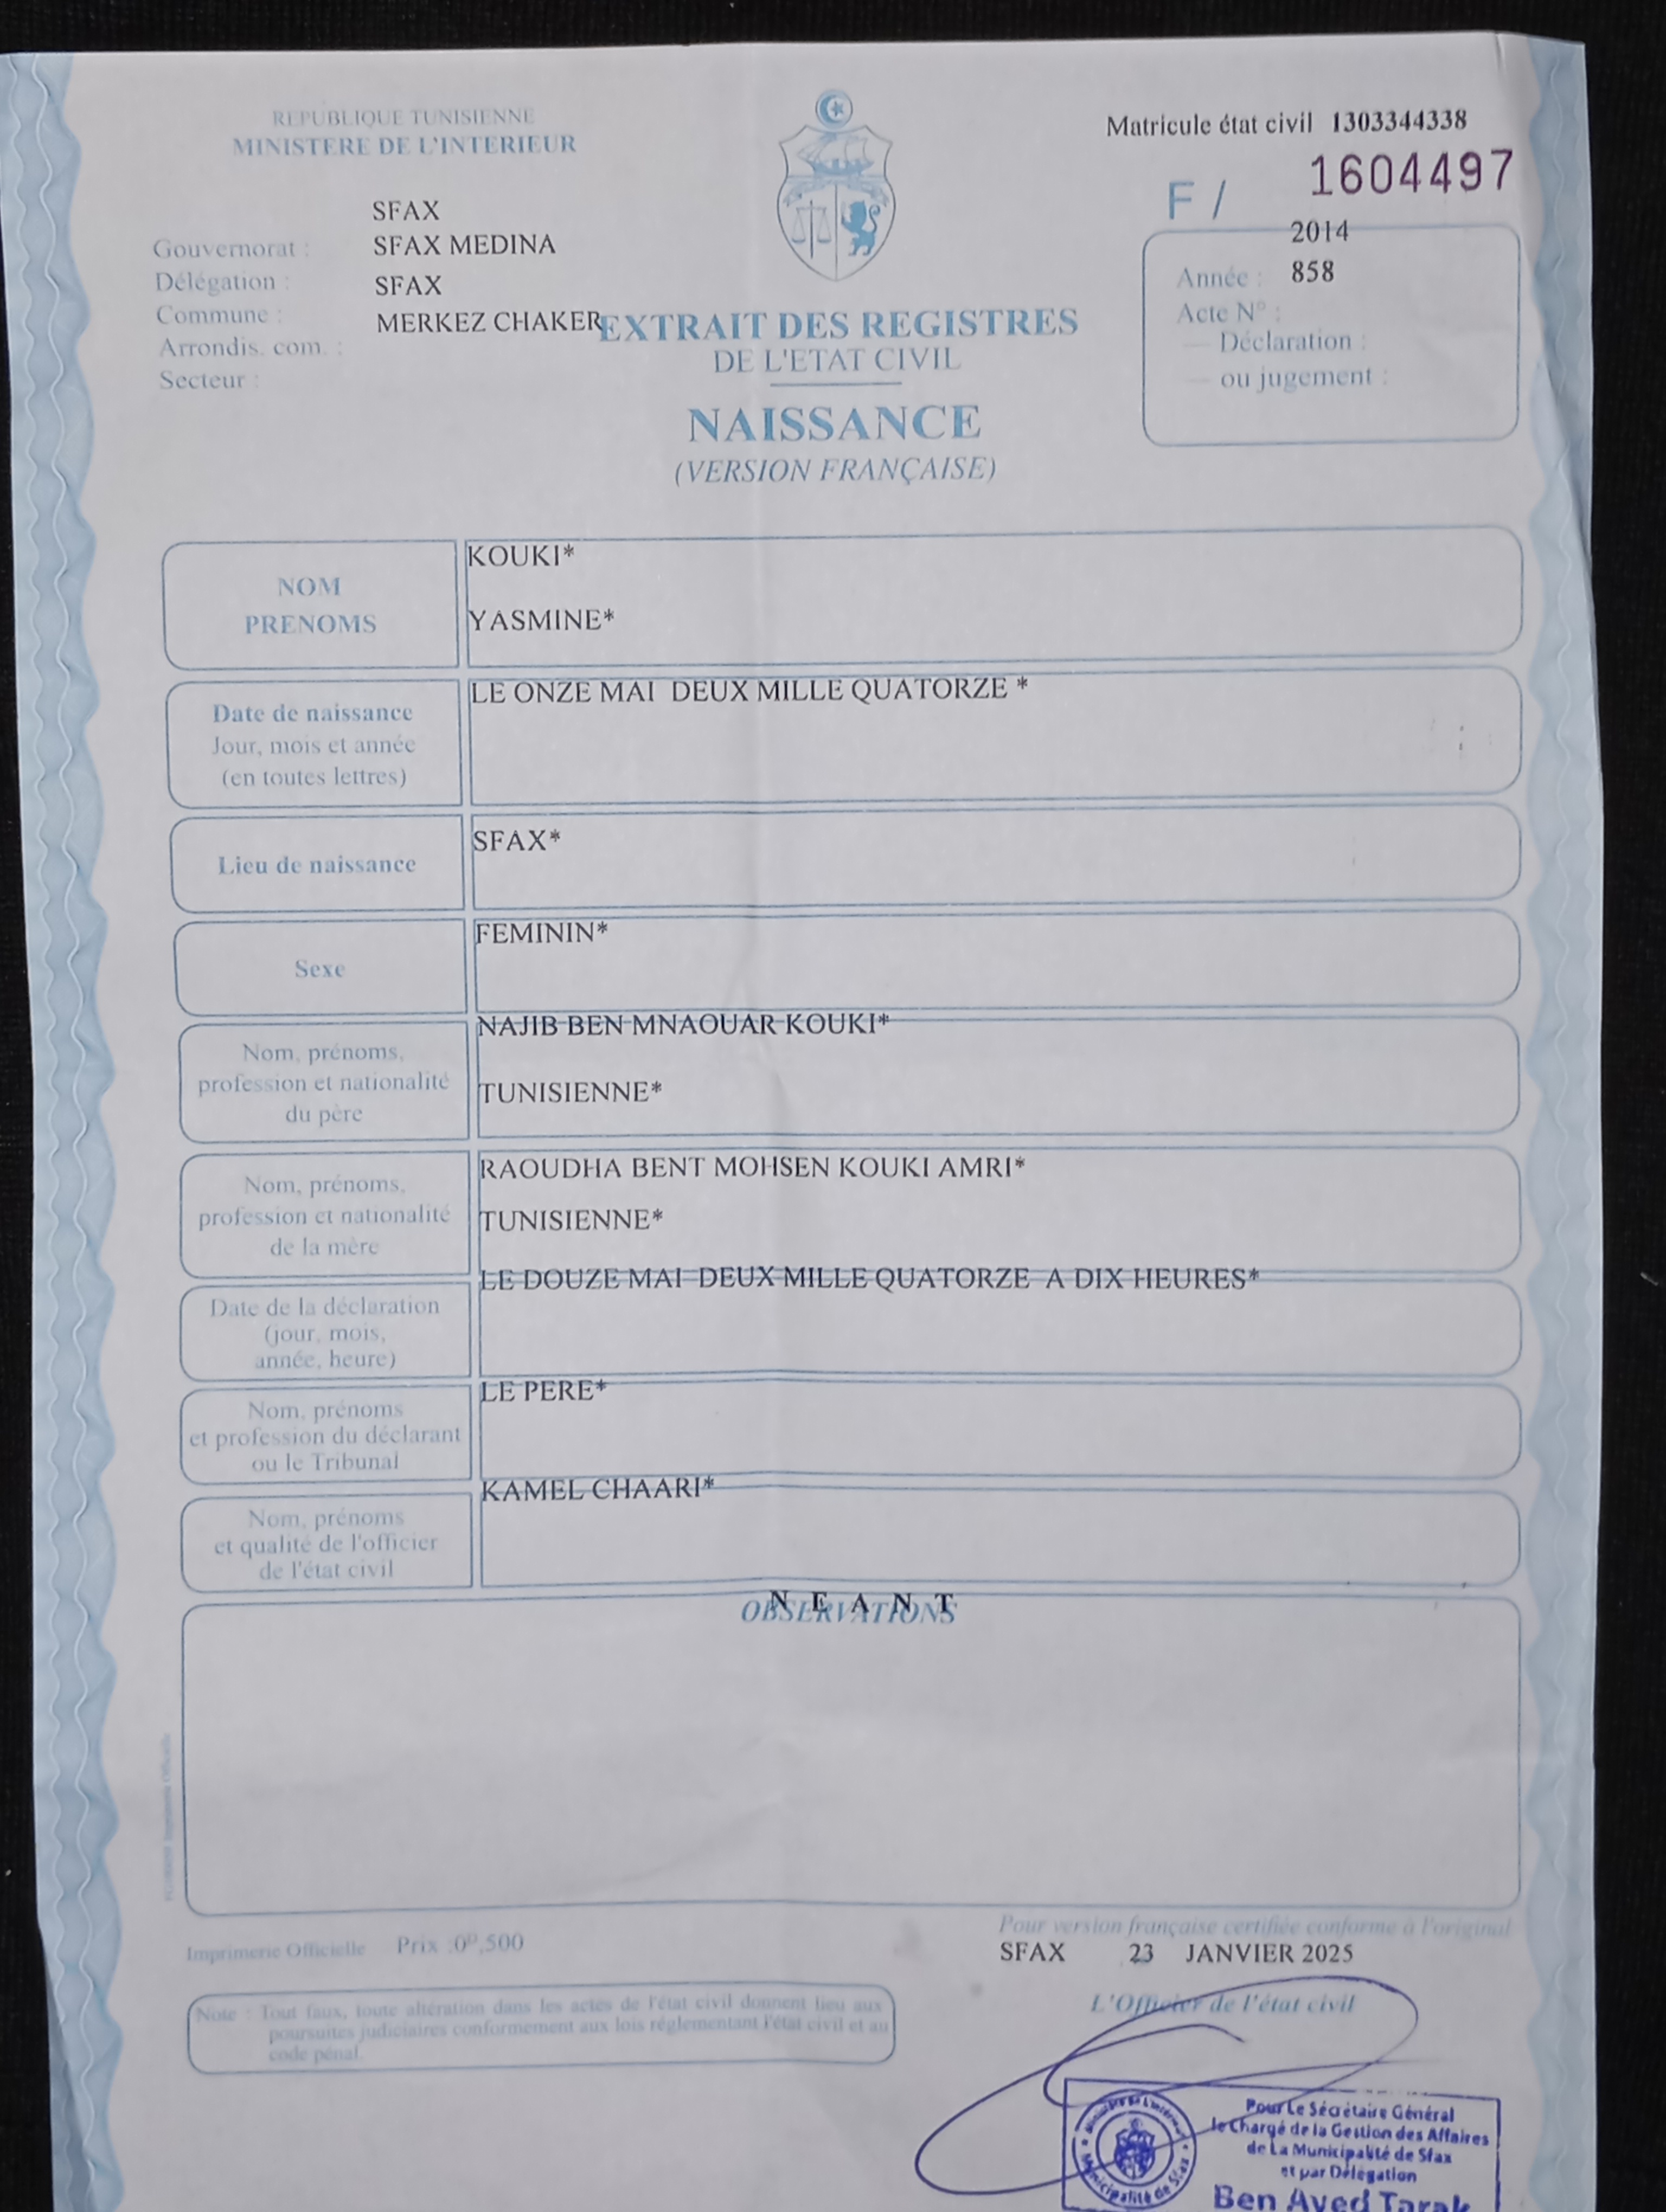 REPUBLIQUE TUNISIENNE
MINISTERE DE L'INTERIEUR
Matricule état civil 1303344338
F / 1604497
SFAX
Gouvernorat : SFAX MEDINA
Délégation : SFAX
Commune : MERKEZ CHAKER
Arrondis. com. :
Secteur :
2014
Année : 858
Acte N° :
— Déclaration :
— ou jugement :
EXTRAIT DES REGISTRES
DE L'ETAT CIVIL
NAISSANCE
(VERSION FRANÇAISE)
NOM
PRENOMS
KOUKI*
YASMINE*
Date de naissance
Jour, mois et année
(en toutes lettres)
LE ONZE MAI DEUX MILLE QUATORZE *
Lieu de naissance
SFAX*
Sexe
FEMININ*
Nom, prénoms,
profession et nationalité
du père
NAJIB BEN MNAOUAR KOUKI*
TUNISIENNE*
Nom, prénoms,
profession et nationalité
de la mère
RAOUDHA BENT MOHSEN KOUKI AMRI*
TUNISIENNE*
Date de la déclaration
(jour, mois,
année, heure)
LE DOUZE MAI DEUX MILLE QUATORZE A DIX HEURES*
Nom, prénoms
et profession du déclarant
ou le Tribunal
LE PERE*
Nom, prénoms
et qualité de l'officier
de l'état civil
KAMEL CHAARI*
N E A N T
OBSERVATIONS
Imprimerie Officielle Prix :0ᴰ,500
Pour version française certifiée conforme à l'original
SFAX 23 JANVIER 2025
L'Officier de l'état civil
Note : Tout faux, toute altération dans les actes de l'état civil donnent lieu aux
poursuites judiciaires conformement aux lois réglementant l'état civil et au
code pénal.
Municipalité de Sfax
Pour Le Sécrétaire Général
le Chargé de la Gestion des Affaires
de La Municipalité de Sfax
et par Délégation
Ben Ayed Tarak